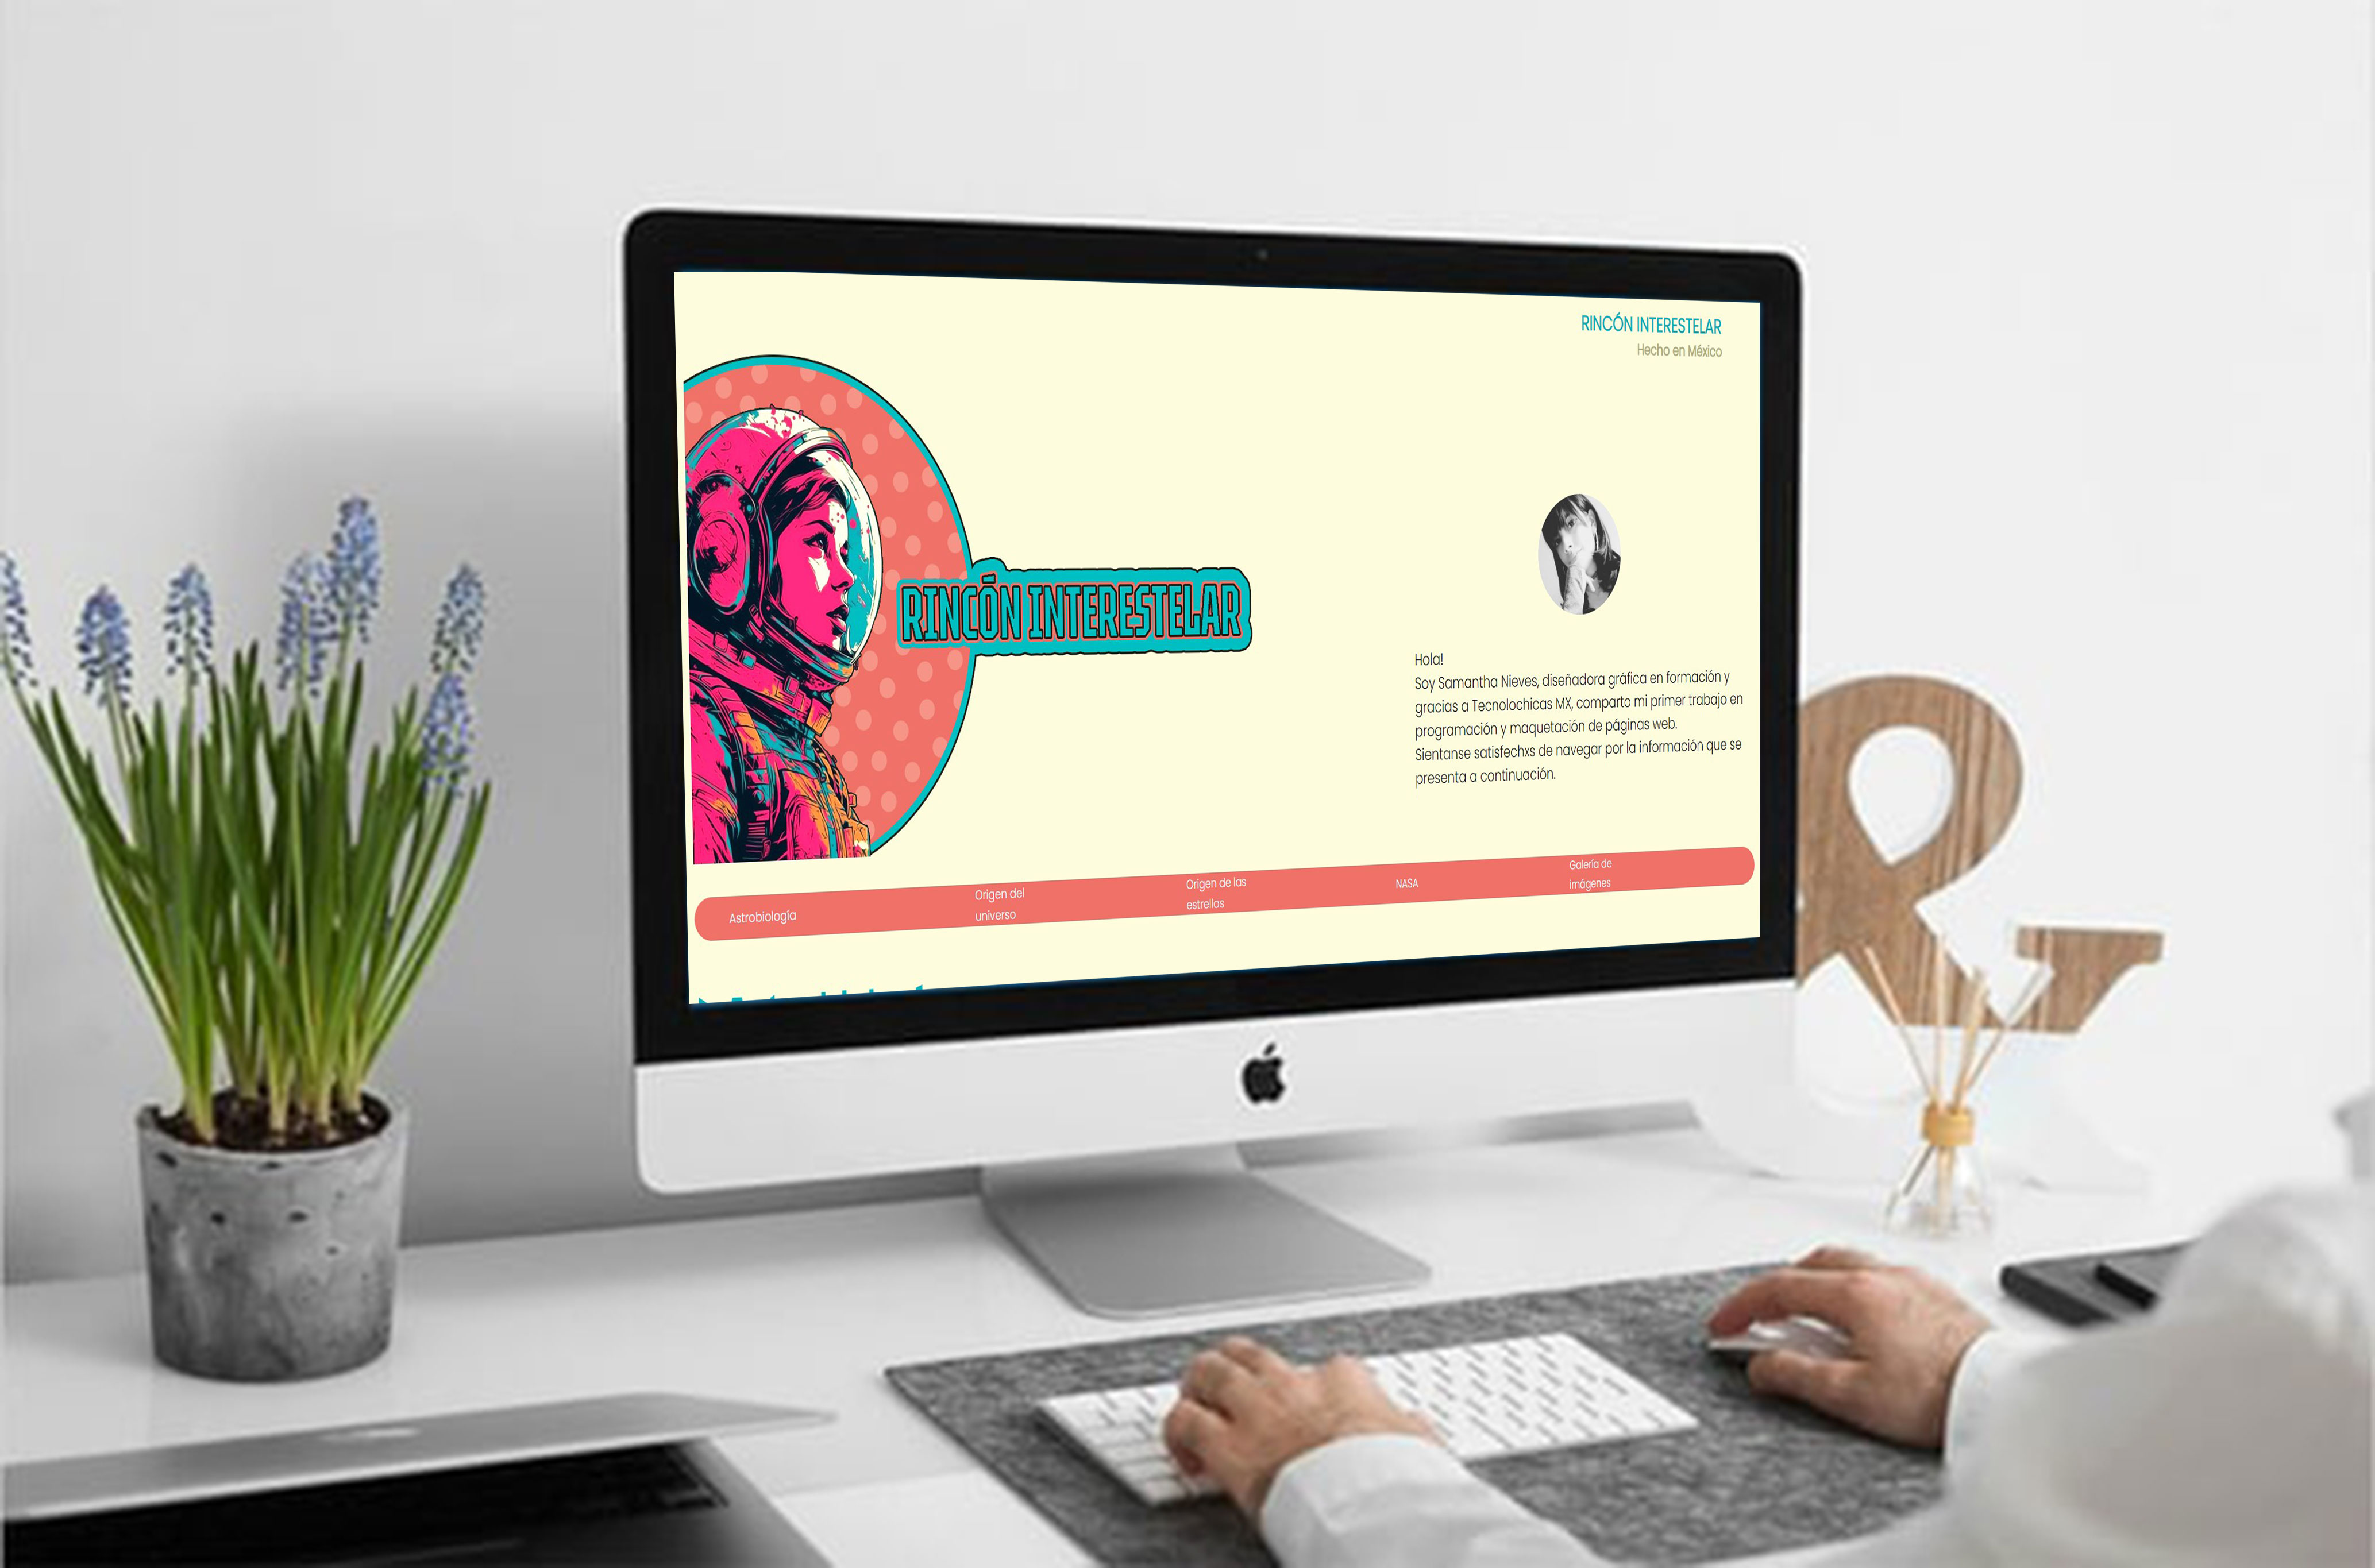 RINCÓN INTERESTELAR
Hecho en México
RINCÓN INTERESTELAR
Hola!
Soy Samantha Nieves, diseñadora gráfica en formación y
gracias a Tecnolochicas MX, comparto mi primer trabajo en
programación y maquetación de páginas web.
Sientanse satisfechxs de navegar por la información que se
presenta a continuación.
Astrobiología
Origen del
universo
Origen de las
estrellas
NASA
Galeria de
imágenes
&